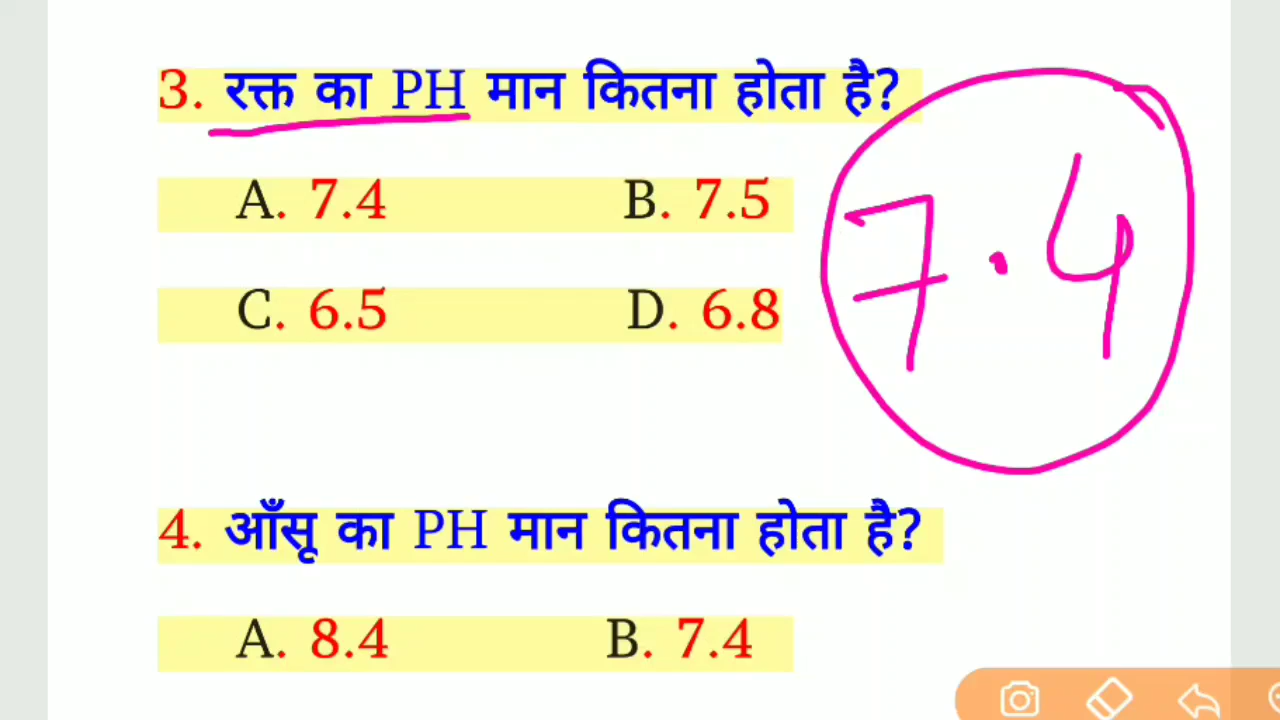 3. रक्त का PH मान कितना होता है?
A. 7.4 B. 7.5
7.4
C. 6.5 D. 6.8
4. आँसू का PH मान कितना होता है?
A. 8.4 B. 7.4